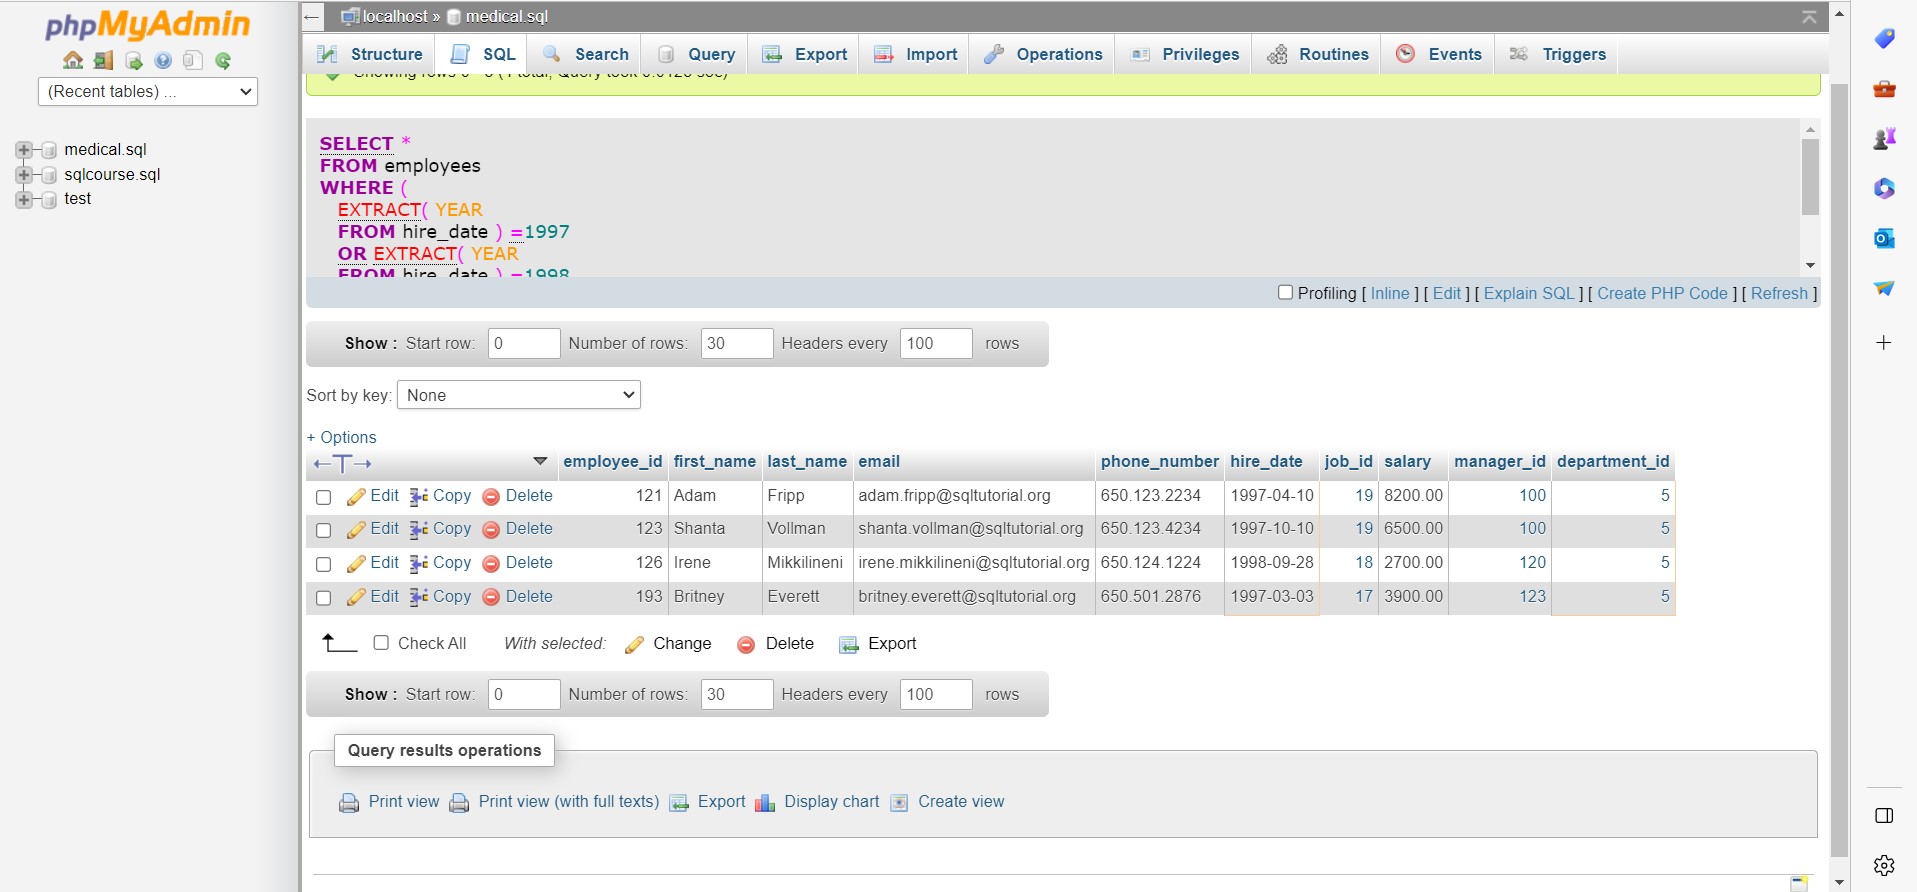 phpMyAdmin
(Recent tables) ...
medical.sql
sqlcourse.sql
test
localhost » medical.sql
Structure SQL Search Query Export Import Operations Privileges Routines Events Triggers
SELECT *
FROM employees
WHERE (
EXTRACT( YEAR
FROM hire_date ) =1997
OR EXTRACT( YEAR
FROM hire_date ) =1998
Profiling [ Inline ] [ Edit ] [ Explain SQL ] [ Create PHP Code ] [ Refresh ]
Show : Start row: 0 Number of rows: 30 Headers every 100 rows
Sort by key: None
+ Options
←T→ employee_id first_name last_name email phone_number hire_date job_id salary manager_id department_id
Edit Copy Delete 121 Adam Fripp adam.fripp@sqltutorial.org 650.123.2234 1997-04-10 19 8200.00 100 5
Edit Copy Delete 123 Shanta Vollman shanta.vollman@sqltutorial.org 650.123.4234 1997-10-10 19 6500.00 100 5
Edit Copy Delete 126 Irene Mikkilineni irene.mikkilineni@sqltutorial.org 650.124.1224 1998-09-28 18 2700.00 120 5
Edit Copy Delete 193 Britney Everett britney.everett@sqltutorial.org 650.501.2876 1997-03-03 17 3900.00 123 5
Check All With selected: Change Delete Export
Show : Start row: 0 Number of rows: 30 Headers every 100 rows
Query results operations
Print view Print view (with full texts) Export Display chart Create view